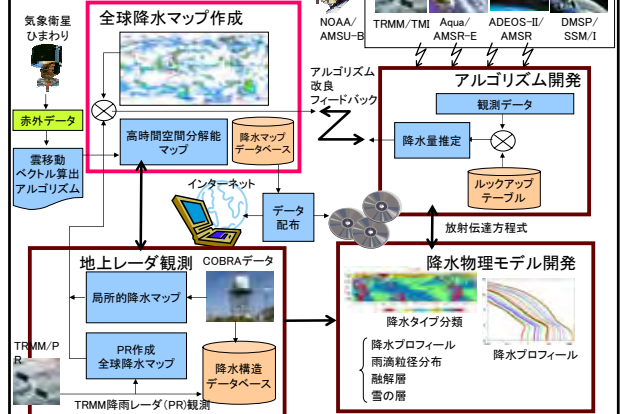 気象衛星
ひまわり
赤外データ
雲移動
ベクトル算出
アルゴリズム
全球降水マップ作成
高時間空間分解能
マップ
降水マップ
データベース
NOAA/
AMSU-B
TRMM/TMI
Aqua/
AMSR-E
ADEOS-II/
AMSR
DMSP/
SSM/I
アルゴリズム
改良
フィードバック
アルゴリズム開発
観測データ
降水量推定
ルックアップ
テーブル
インターネット
データ
配布
放射伝達方程式
地上レーダ観測
COBRAデータ
局所的降水マップ
TRMM/P
R
PR作成
全球降水マップ
降水構造
データベース
TRMM降雨レーダ(PR)観測
降水物理モデル開発
降水タイプ分類
降水プロフィール
雨滴粒径分布
融解層
雪の層
降水プロフィール